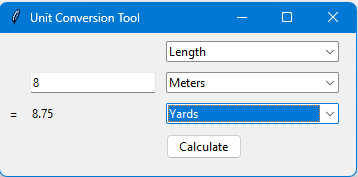 Unit Conversion Tool
Length
8 Meters
= 8.75 Yards
Calculate